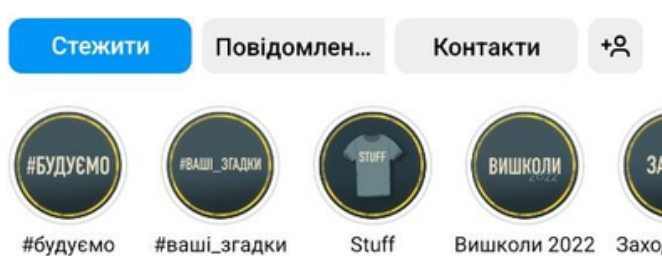 Стежити Повідомлен... Контакти
#БУДУЄМО #ВАШІ_ЗГАДКИ STUFF ВИШКОЛИ
2022
#будуємо #ваші_згадки Stuff Вишколи 2022